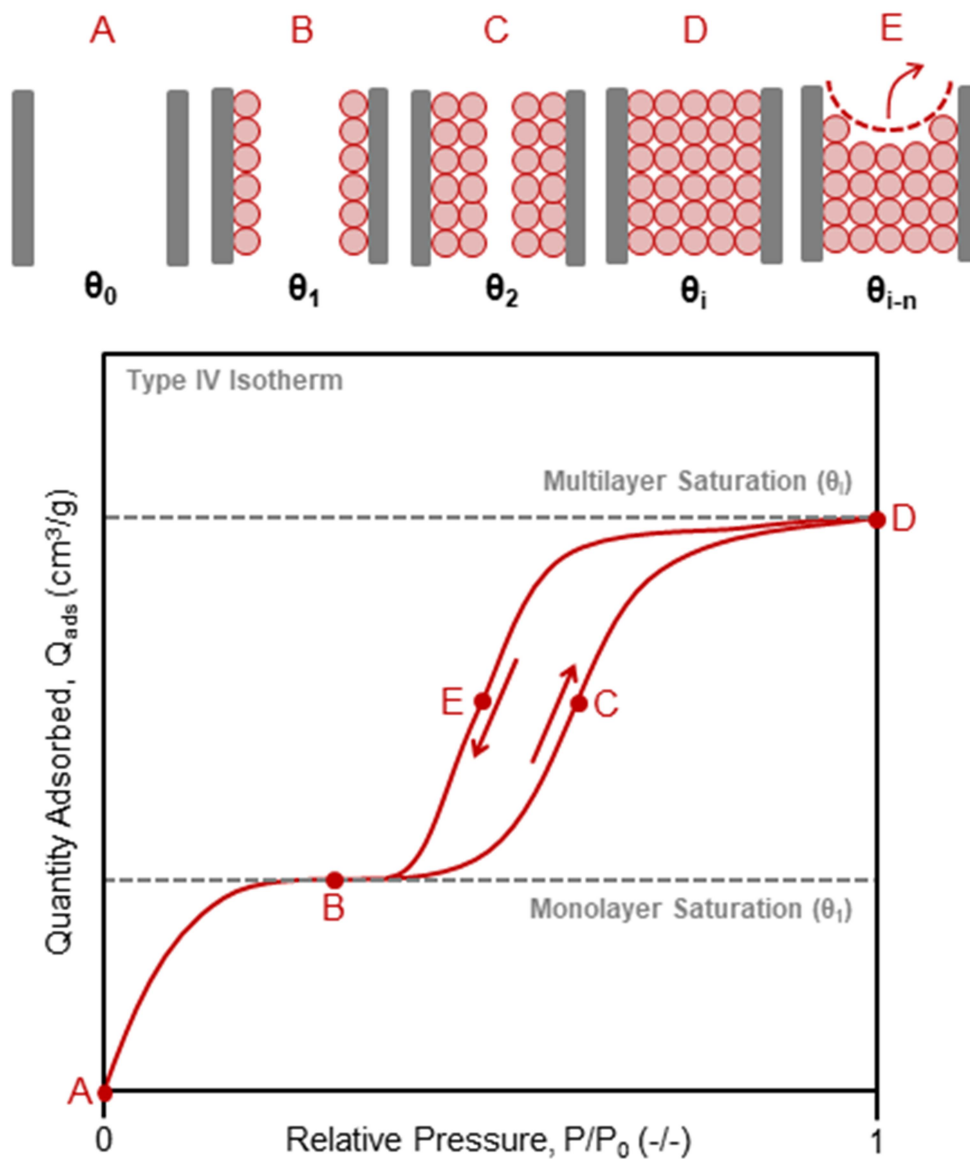 A B C D E
θ₀ θ₁ θ₂ θᵢ θᵢ₋ₙ
Type IV Isotherm
Multilayer Saturation (θₗ)
D
E
C
B
Monolayer Saturation (θ₁)
A
Quantity Adsorbed, Qₐdₛ (cm³/g)
0
Relative Pressure, P/P₀ (-/-)
1